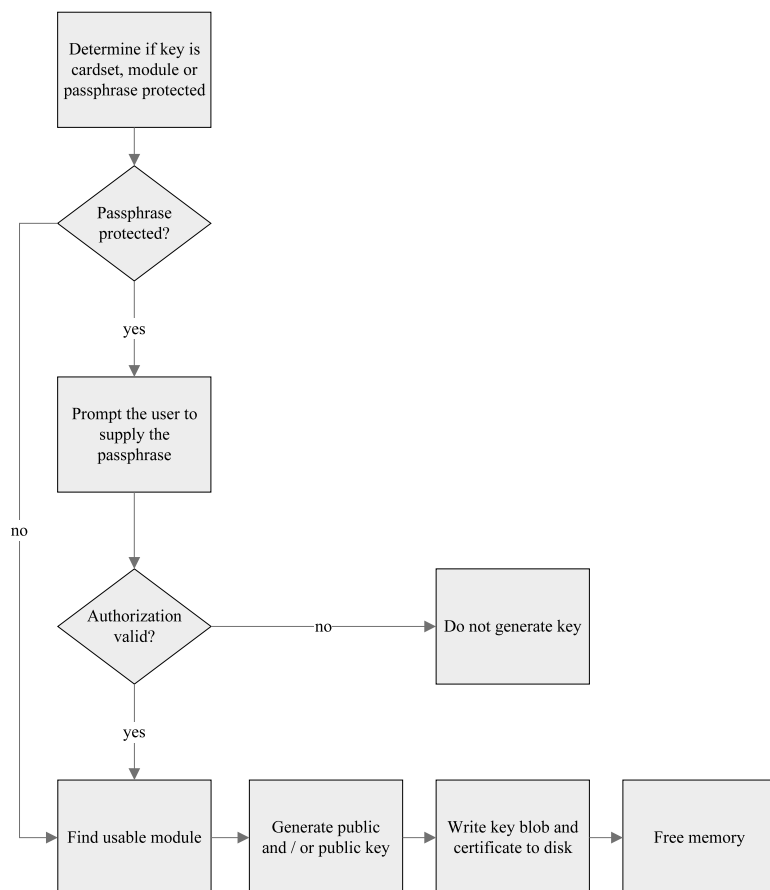 Determine if key is
cardset, module or
passphrase protected
Passphrase
protected?
yes
Prompt the user to
supply the
passphrase
no
Authorization
valid?
no
Do not generate key
yes
Find usable module
Generate public
and / or public key
Write key blob and
certificate to disk
Free memory